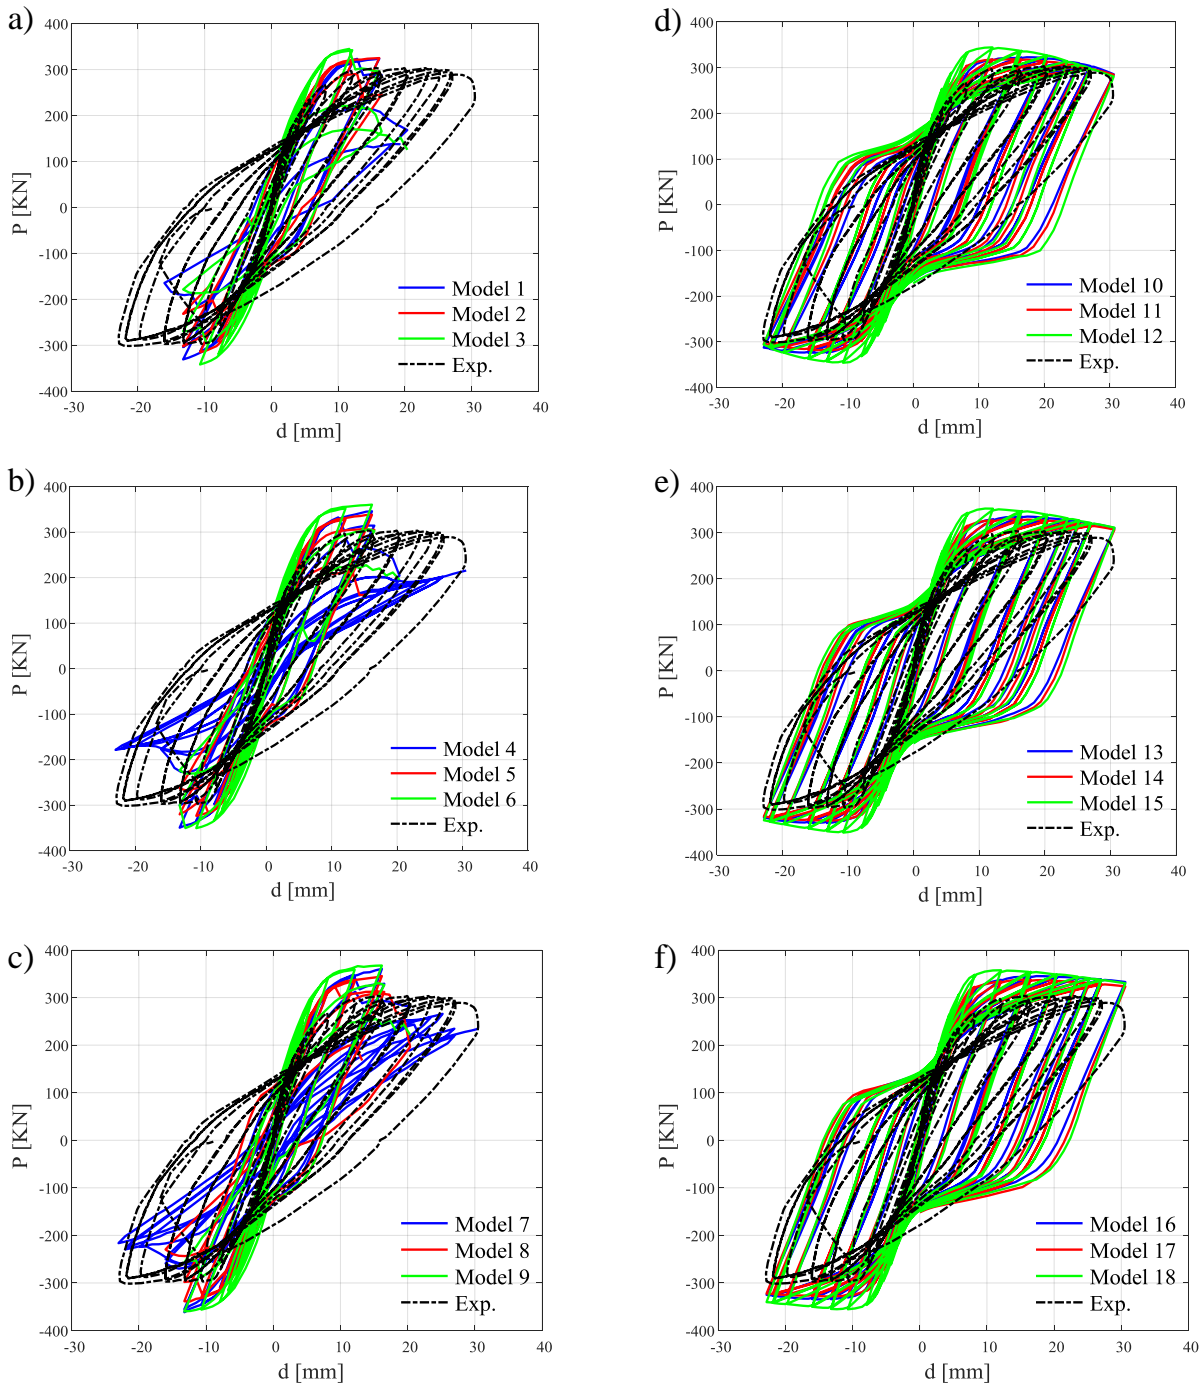 a)
400
300
200
100
0
-100
-200
-300
-400
P [KN]
Model 1
Model 2
Model 3
Exp.
-30 -20 -10 0 10 20 30 40
d [mm]
d)
400
300
200
100
0
-100
-200
-300
-400
P [KN]
Model 10
Model 11
Model 12
Exp.
-30 -20 -10 0 10 20 30 40
d [mm]
b)
400
300
200
100
0
-100
-200
-300
-400
P [KN]
Model 4
Model 5
Model 6
Exp.
-30 -20 -10 0 10 20 30 40
d [mm]
e)
400
300
200
100
0
-100
-200
-300
-400
P [KN]
Model 13
Model 14
Model 15
Exp.
-30 -20 -10 0 10 20 30 40
d [mm]
c)
400
300
200
100
0
-100
-200
-300
-400
P [KN]
Model 7
Model 8
Model 9
Exp.
-30 -20 -10 0 10 20 30 40
d [mm]
f)
400
300
200
100
0
-100
-200
-300
-400
P [KN]
Model 16
Model 17
Model 18
Exp.
-30 -20 -10 0 10 20 30 40
d [mm]